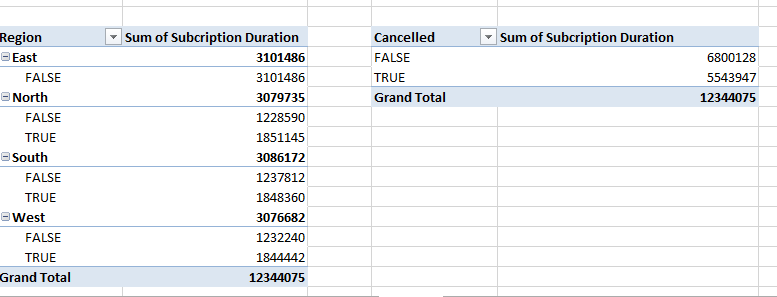 Region Sum of Subcription Duration Cancelled Sum of Subcription Duration
East 3101486 FALSE 6800128
FALSE 3101486 TRUE 5543947
North 3079735 Grand Total 12344075
FALSE 1228590
TRUE 1851145
South 3086172
FALSE 1237812
TRUE 1848360
West 3076682
FALSE 1232240
TRUE 1844442
Grand Total 12344075